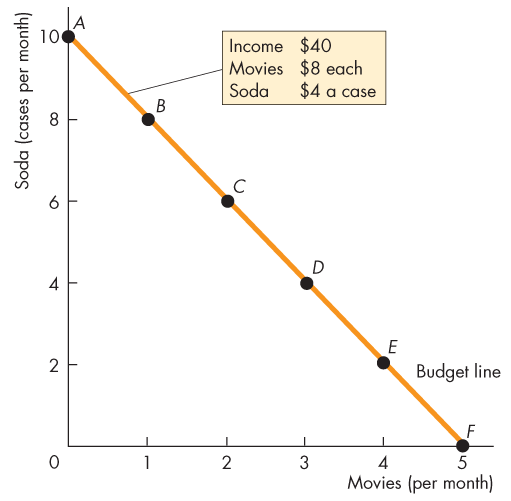 Soda (cases per month)
10
8
6
4
2
0
A
B
C
D
E
F
Income $40
Movies $8 each
Soda $4 a case
Budget line
1 2 3 4 5
Movies (per month)